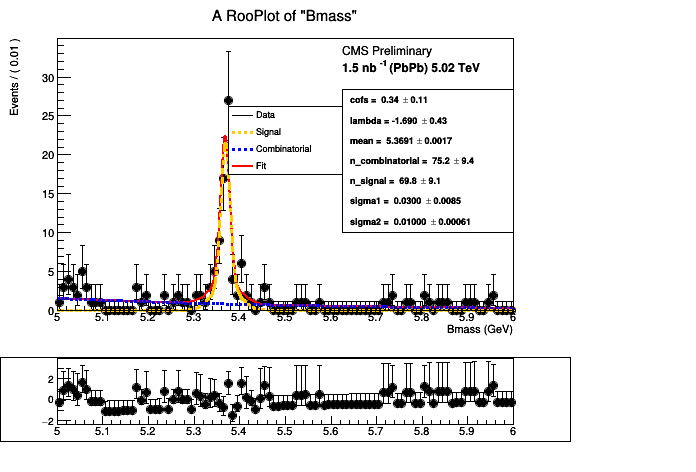 A RooPlot of "Bmass"
Events / ( 0.01 )
CMS Preliminary
1.5 nb⁻¹ (PbPb) 5.02 TeV
30
25
20
15
10
5
0
Data
Signal
Combinatorial
Fit
cofs = 0.34 ± 0.11
lambda = -1.690 ± 0.43
mean = 5.3691 ± 0.0017
n_combinatorial = 75.2 ± 9.4
n_signal = 69.8 ± 9.1
sigma1 = 0.0300 ± 0.0085
sigma2 = 0.01000 ± 0.00061
5 5.1 5.2 5.3 5.4 5.5 5.6 5.7 5.8 5.9 6
Bmass (GeV)
2
0
−2
5 5.1 5.2 5.3 5.4 5.5 5.6 5.7 5.8 5.9 6